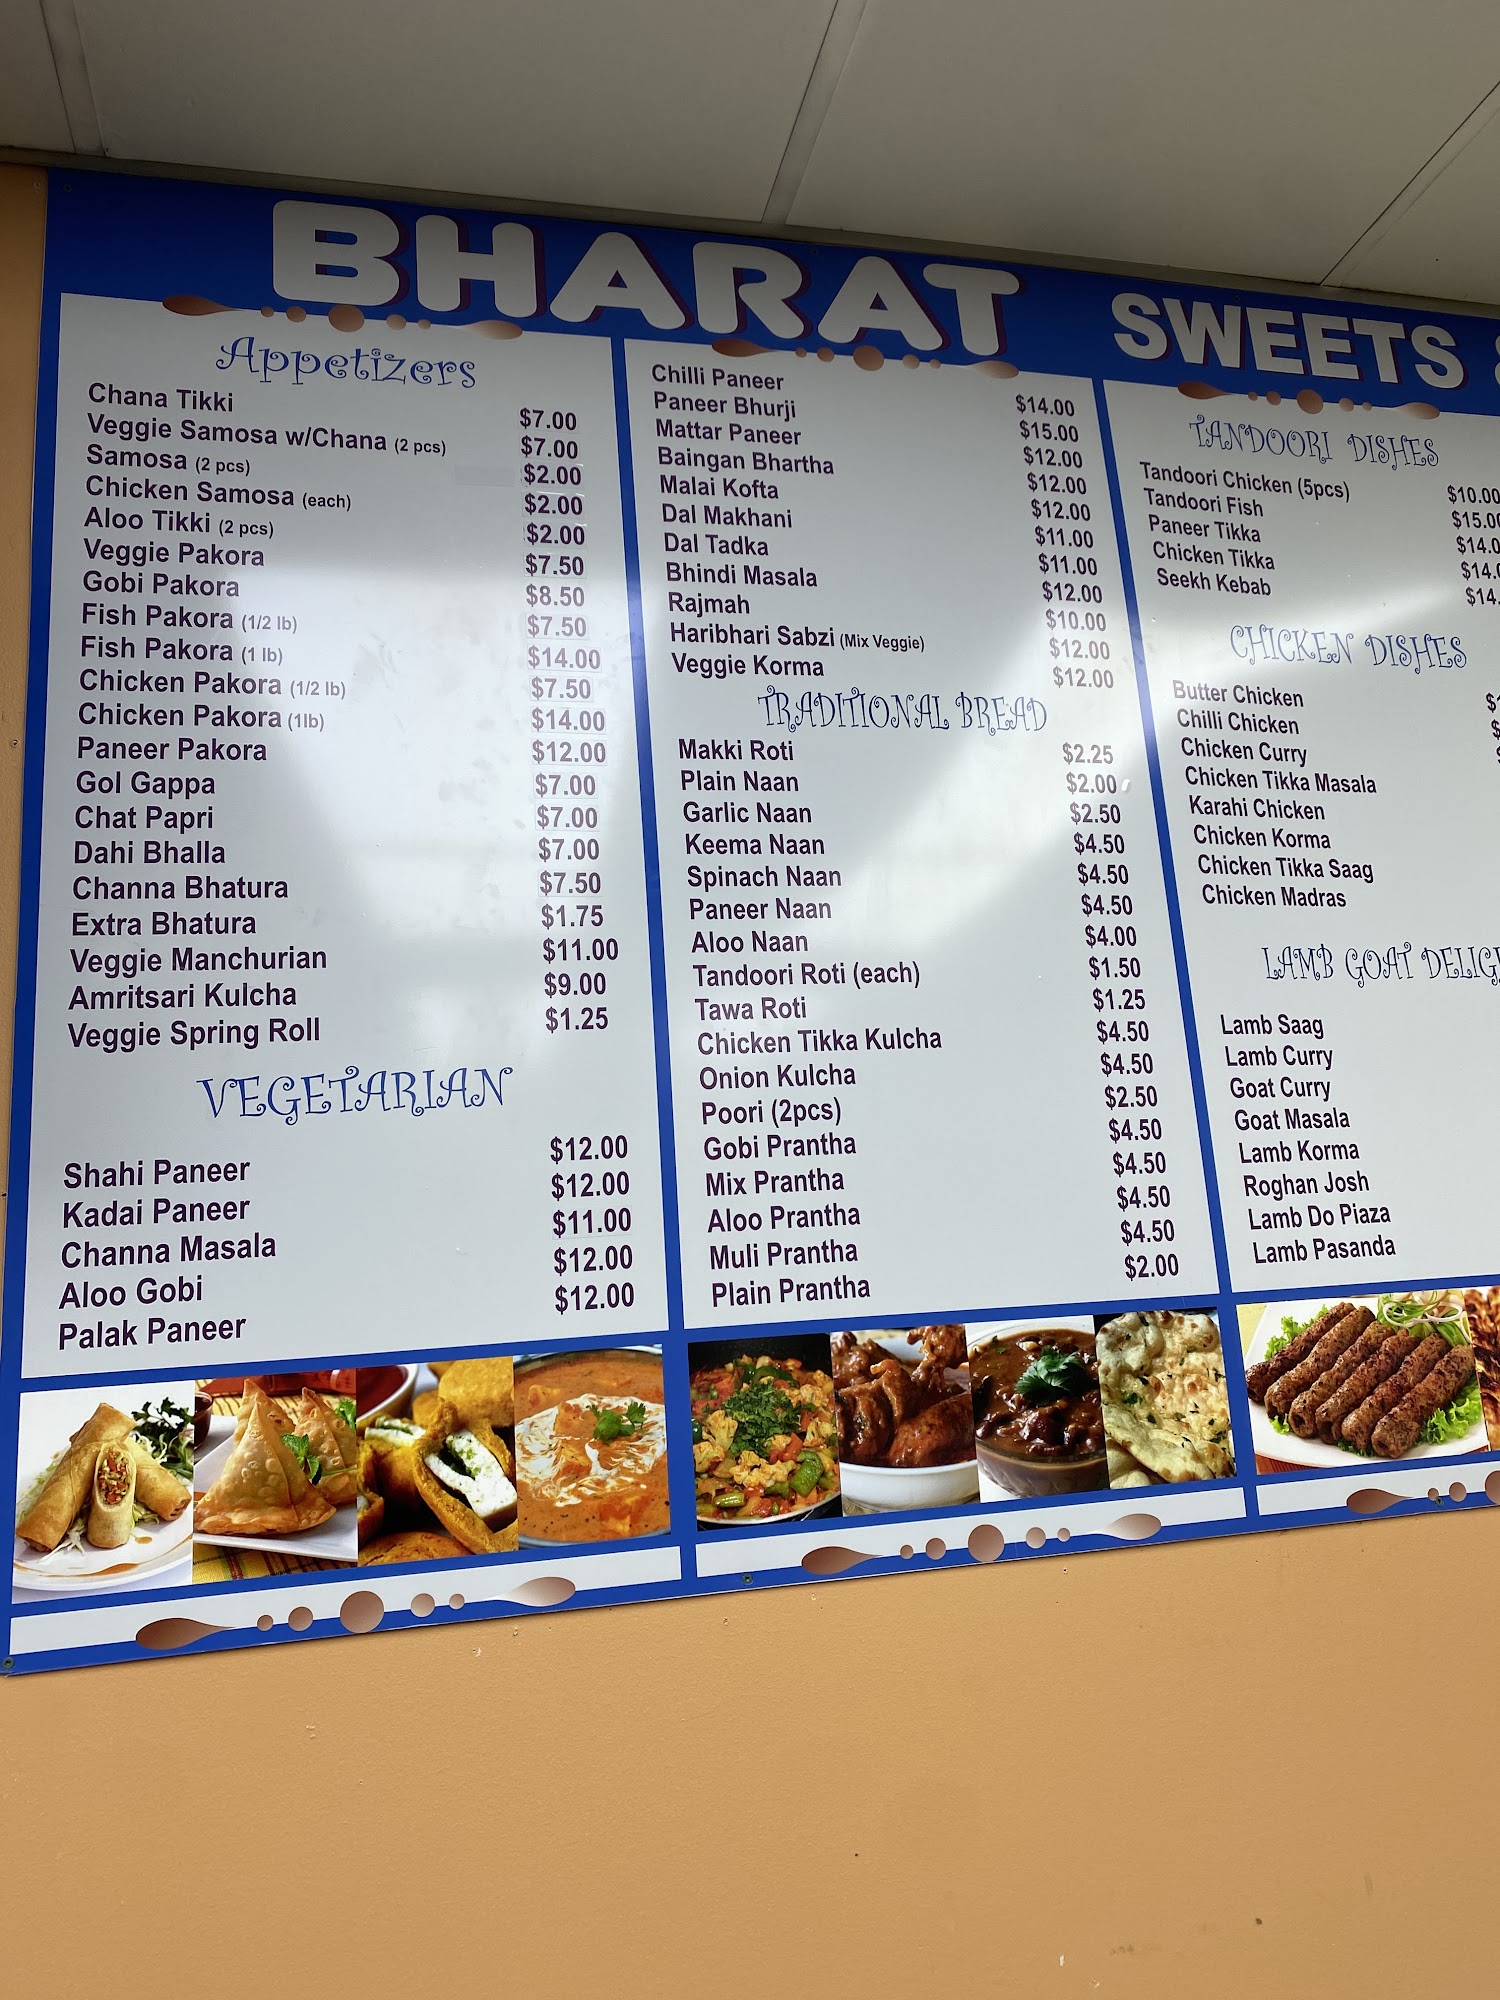 BHARAT SWEETS &
Appetizers
Chana Tikki $7.00
Veggie Samosa w/Chana (2 pcs) $7.00
Samosa (2 pcs) $2.00
Chicken Samosa (each) $2.00
Aloo Tikki (2 pcs) $2.00
Veggie Pakora $7.50
Gobi Pakora $8.50
Fish Pakora (1/2 lb) $7.50
Fish Pakora (1 lb) $14.00
Chicken Pakora (1/2 lb) $7.50
Chicken Pakora (1lb) $14.00
Paneer Pakora $12.00
Gol Gappa $7.00
Chat Papri $7.00
Dahi Bhalla $7.00
Channa Bhatura $7.50
Extra Bhatura $1.75
Veggie Manchurian $11.00
Amritsari Kulcha $9.00
Veggie Spring Roll $1.25
VEGETARIAN
Shahi Paneer $12.00
Kadai Paneer $12.00
Channa Masala $11.00
Aloo Gobi $12.00
Palak Paneer $12.00
Chilli Paneer $14.00
Paneer Bhurji $15.00
Mattar Paneer $12.00
Baingan Bhartha $12.00
Malai Kofta $12.00
Dal Makhani $11.00
Dal Tadka $11.00
Bhindi Masala $12.00
Rajmah $10.00
Haribhari Sabzi (Mix Veggie) $12.00
Veggie Korma $12.00
TRADITIONAL BREAD
Makki Roti $2.25
Plain Naan $2.00
Garlic Naan $2.50
Keema Naan $4.50
Spinach Naan $4.50
Paneer Naan $4.50
Aloo Naan $4.00
Tandoori Roti (each) $1.50
Tawa Roti $1.25
Chicken Tikka Kulcha $4.50
Onion Kulcha $4.50
Poori (2pcs) $2.50
Gobi Prantha $4.50
Mix Prantha $4.50
Aloo Prantha $4.50
Muli Prantha $4.50
Plain Prantha $2.00
TANDOORI DISHES
Tandoori Chicken (5pcs) $10.00
Tandoori Fish $15.00
Paneer Tikka $14.0
Chicken Tikka $14.0
Seekh Kebab $14.
CHICKEN DISHES
Butter Chicken
Chilli Chicken
Chicken Curry
Chicken Tikka Masala
Karahi Chicken
Chicken Korma
Chicken Tikka Saag
Chicken Madras
LAMB GOAT DELIG
Lamb Saag
Lamb Curry
Goat Curry
Goat Masala
Lamb Korma
Roghan Josh
Lamb Do Piaza
Lamb Pasanda